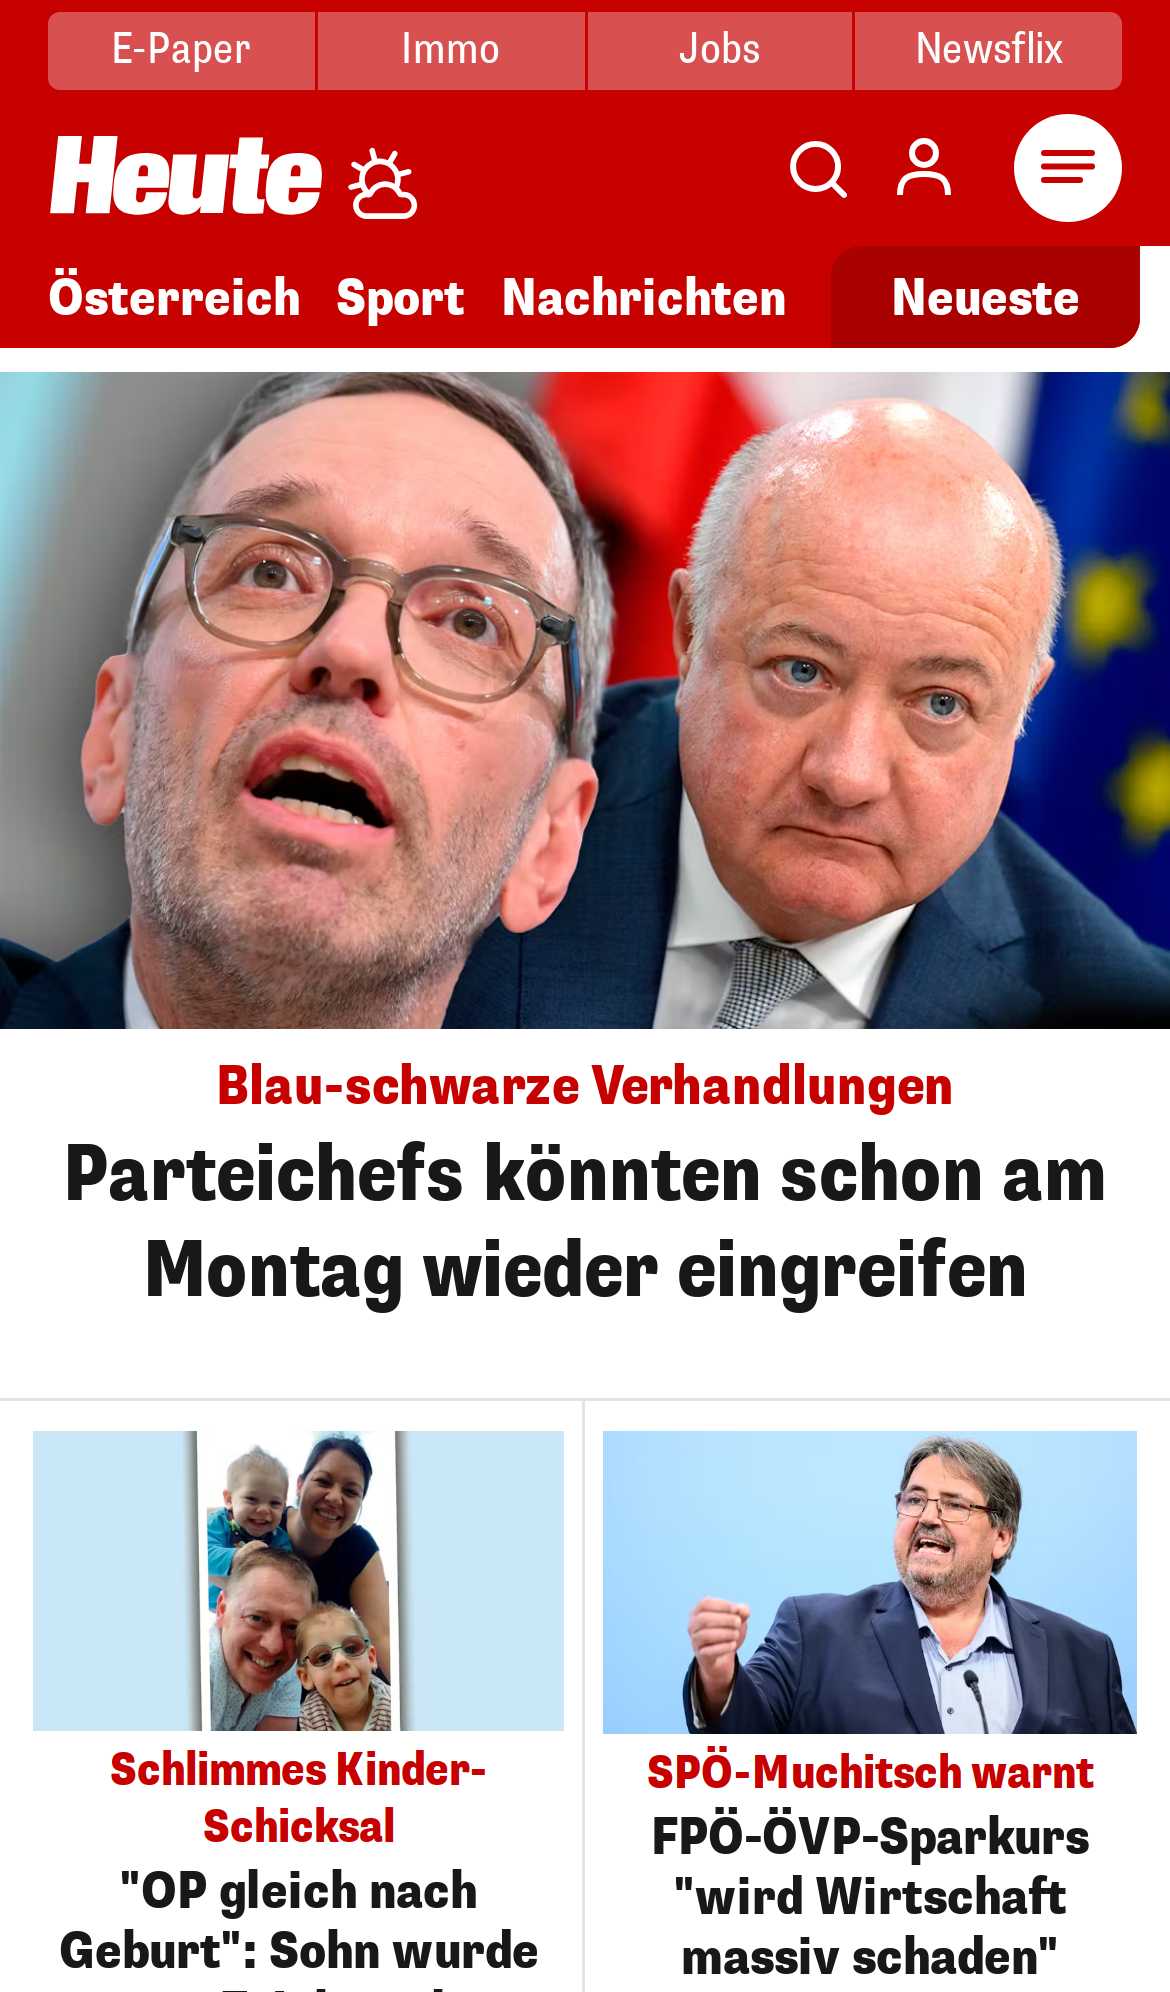 E-Paper
Immo
Jobs
Newsflix
Heute
Österreich
Sport
Nachrichten
Neueste
Blau-schwarze Verhandlungen
Parteichefs könnten schon am
Montag wieder eingreifen
Schlimmes Kinder-
Schicksal
"OP gleich nach
Geburt": Sohn wurde
SPÖ-Muchitsch warnt
FPÖ-ÖVP-Sparkurs
"wird Wirtschaft
massiv schaden"